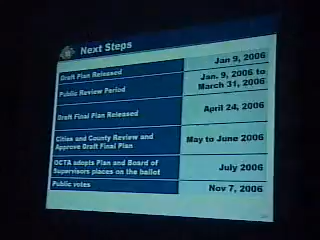 Next Steps
Draft Plan Released
Jan 9, 2006
Public Review Period
Jan. 9, 2006 to
March 31, 2006
Draft Final Plan Released
April 24, 2006
Cities and County Review and
Approve Draft Final Plan
May to June 2006
OCTA adopts Plan and Board of
Supervisors places on the ballot
July 2006
Public votes
Nov 7, 2006